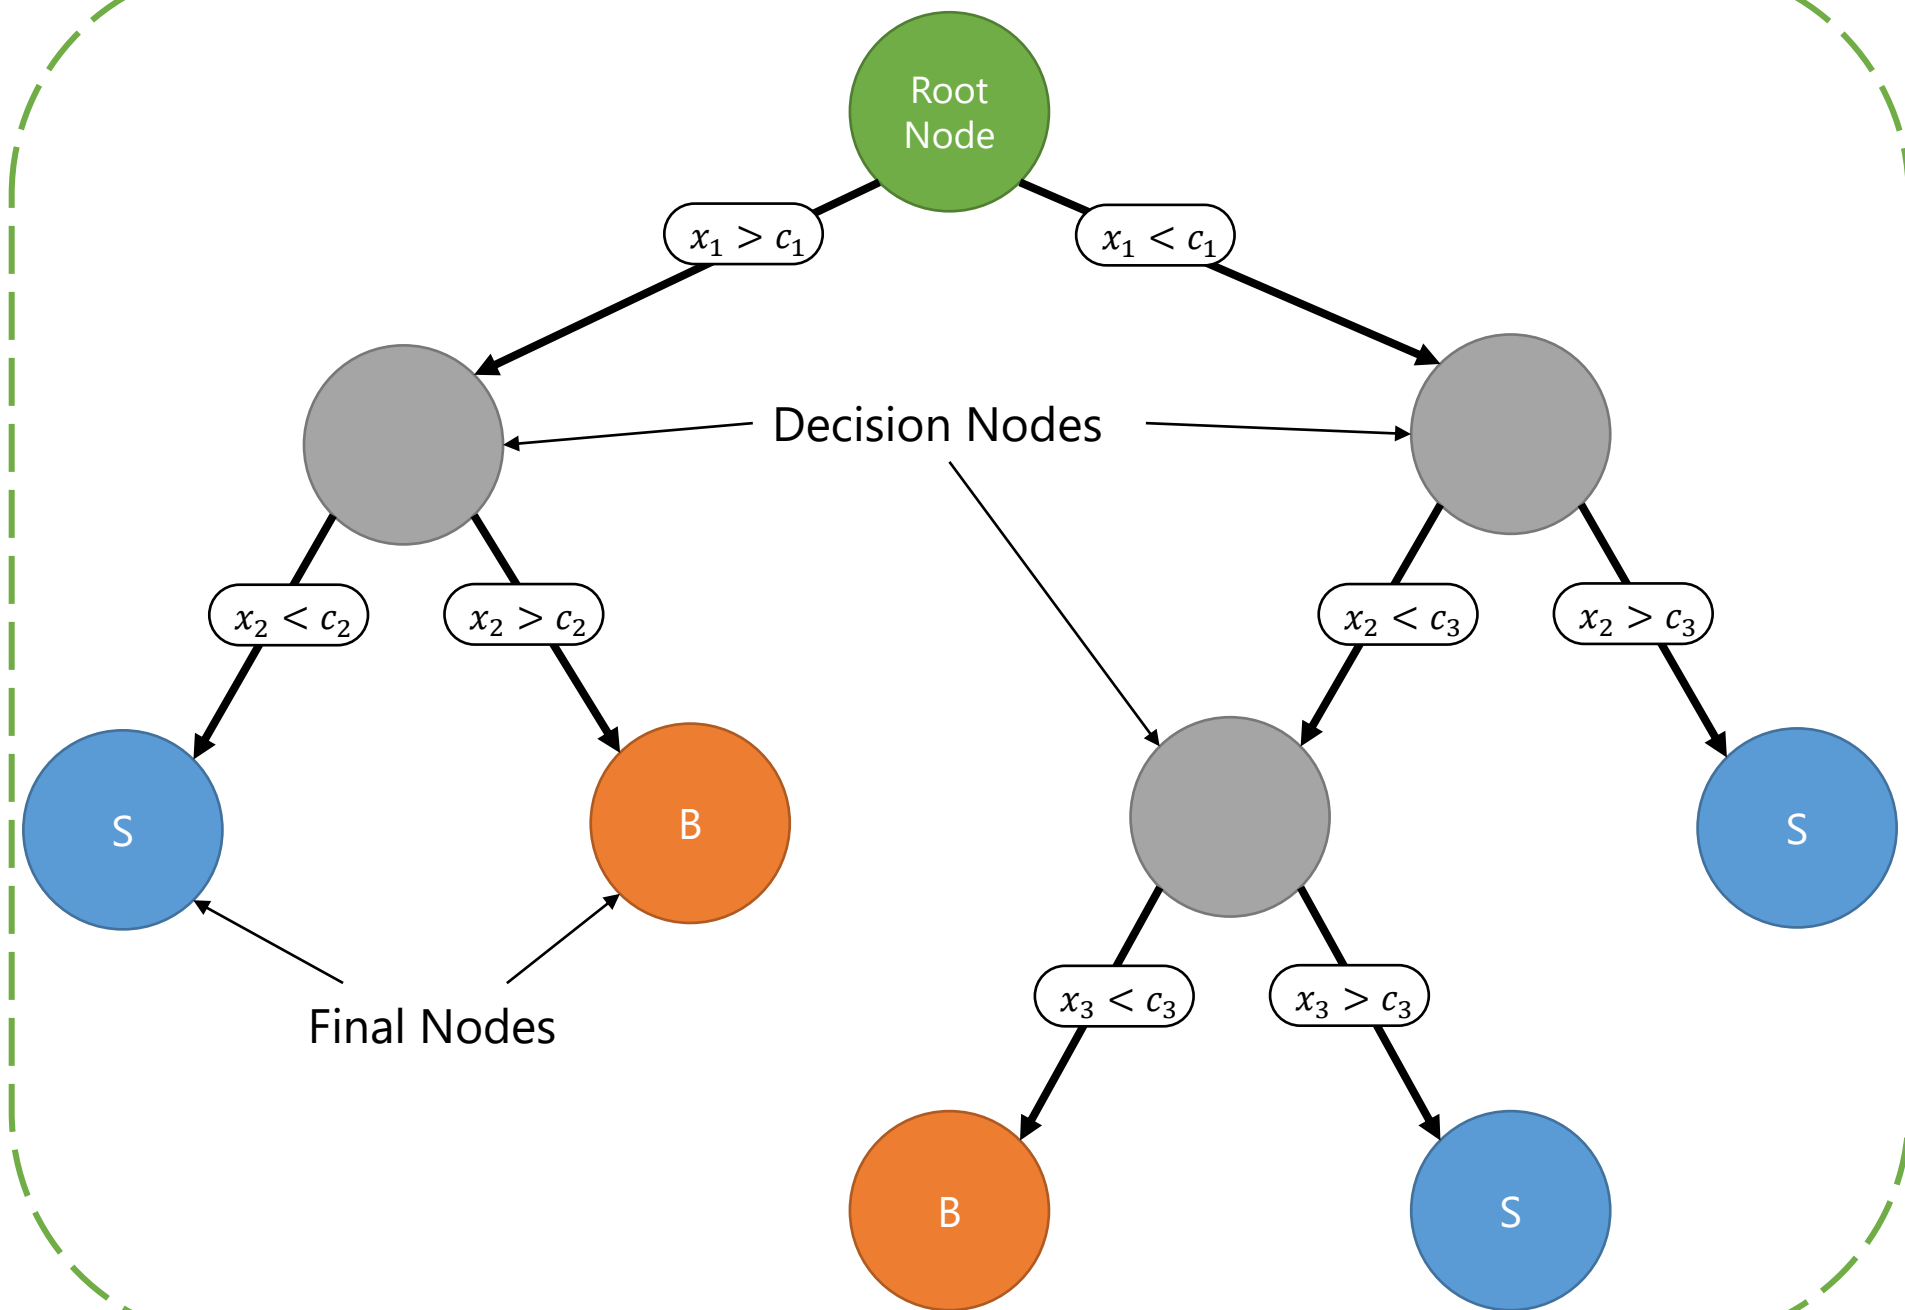 Root
Node
x₁ > c₁
x₁ < c₁
Decision Nodes
x₂ < c₂
x₂ > c₂
x₂ < c₃
x₂ > c₃
S
B
S
x₃ < c₃
x₃ > c₃
Final Nodes
B
S